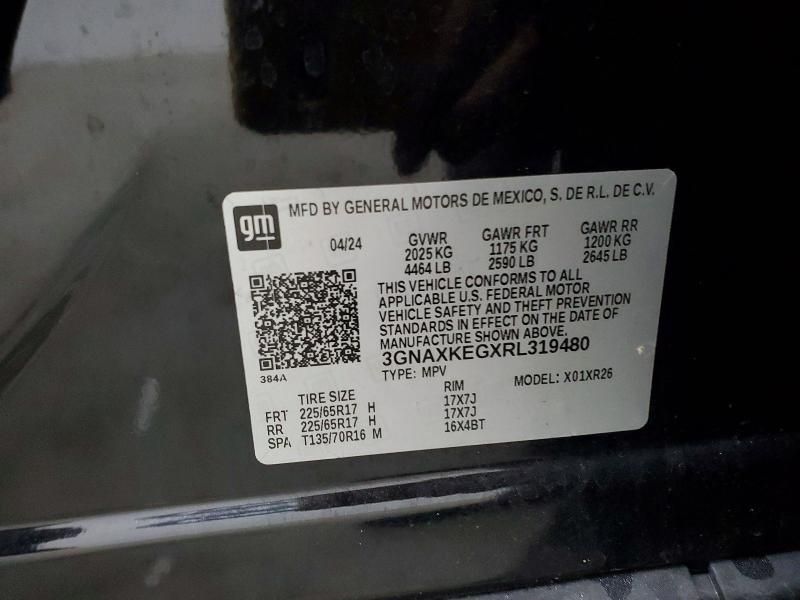 gm
MFD BY GENERAL MOTORS DE MEXICO, S. DE R.L. DE C.V.
04/24 GVWR GAWR FRT GAWR RR
2025 KG 1175 KG 1200 KG
4464 LB 2590 LB 2645 LB
THIS VEHICLE CONFORMS TO ALL
APPLICABLE U.S. FEDERAL MOTOR
VEHICLE SAFETY AND THEFT PREVENTION
STANDARDS IN EFFECT ON THE DATE OF
MANUFACTURE SHOWN ABOVE.
3GNAXKEGXRL319480
384A TYPE: MPV MODEL: X01XR26
TIRE SIZE RIM
FRT 225/65R17 H 17X7J
RR 225/65R17 H 17X7J
SPA T135/70R16 M 16X4BT